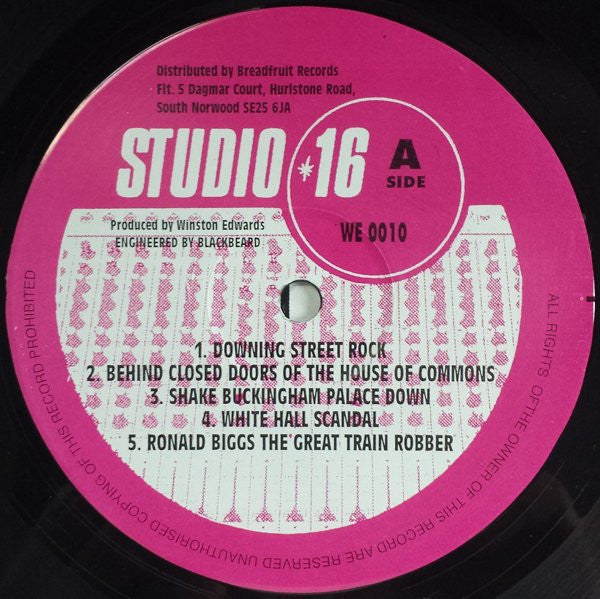 Distributed by Breadfruit Records
Flt. 5 Dagmar Court, Hurlstone Road,
South Norwood SE25 6JA
STUDIO*16
A
SIDE
WE 0010
Produced by Winston Edwards
ENGINEERED BY BLACKBEARD
1. DOWNING STREET ROCK
2. BEHIND CLOSED DOORS OF THE HOUSE OF COMMONS
3. SHAKE BUCKINGHAM PALACE DOWN
4. WHITE HALL SCANDAL
5. RONALD BIGGS THE GREAT TRAIN ROBBER
ALL RIGHTS OFTHE OWNER OF THIS RECORD ARE RESERVED UNAUTHORISED COPYING OF THIS RECORD PROHIBITED